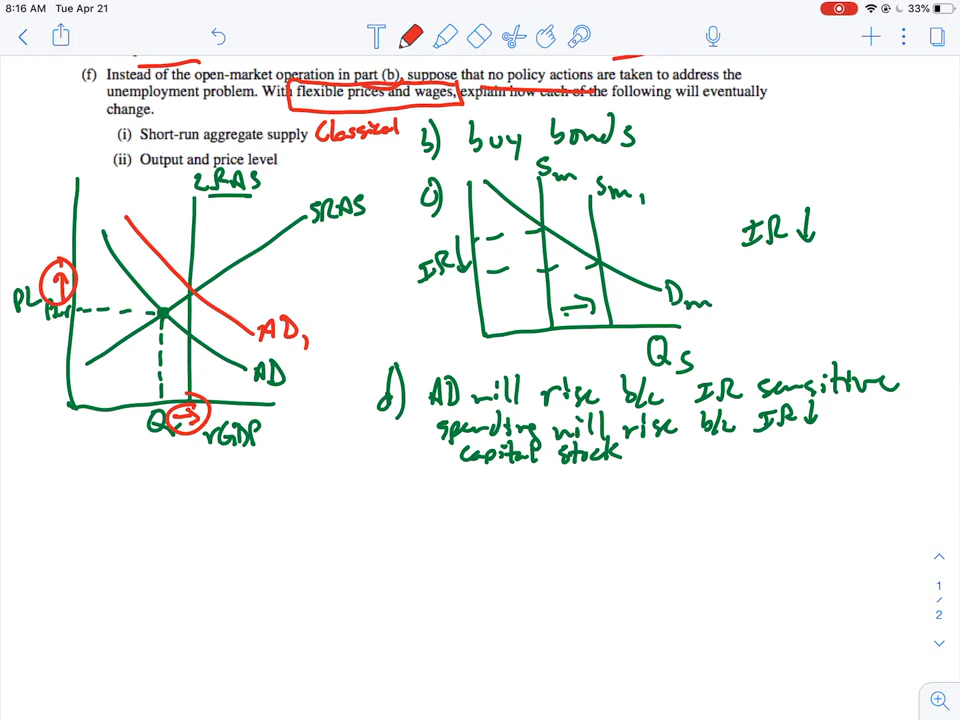 8:16 AM Tue Apr 21
33%
(f) Instead of the open-market operation in part (b), suppose that no policy actions are taken to address the
unemployment problem. With flexible prices and wages, explain how each of the following will eventually
change.
(i) Short-run aggregate supply
Classical
(ii) Output and price level
b) buy bonds
LRAS
SRAS
PL
AD1
AD
Q
rGDP
c)
Sm
Sm1
IR↓
IR↓
Dm
Qs
d) AD will rise b/c IR sensitive
spending will rise b/c IR↓
capital stock
1
/
2